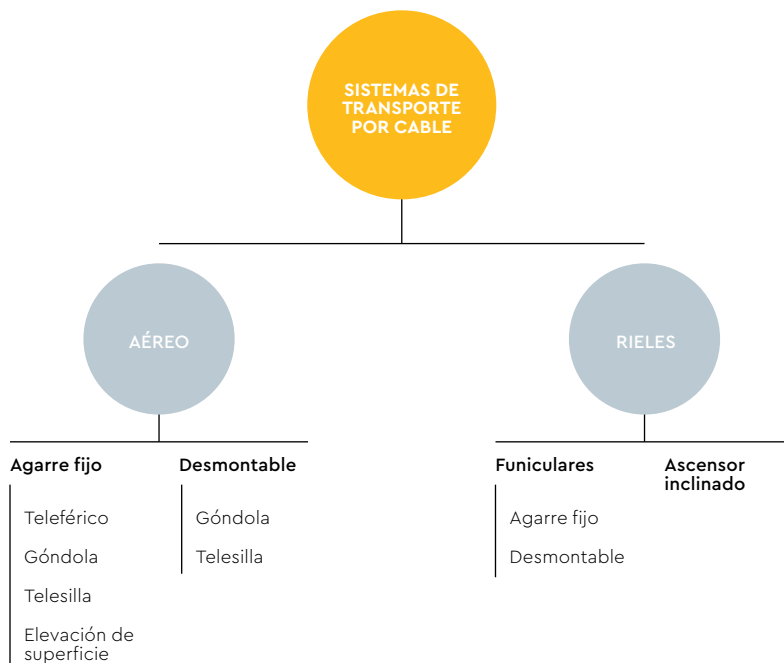 SISTEMAS DE
TRANSPORTE
POR CABLE
AÉREO
RIELES
Agarre fijo
Teleférico
Góndola
Telesilla
Elevación de
superficie
Desmontable
Góndola
Telesilla
Funiculares
Agarre fijo
Desmontable
Ascensor
inclinado